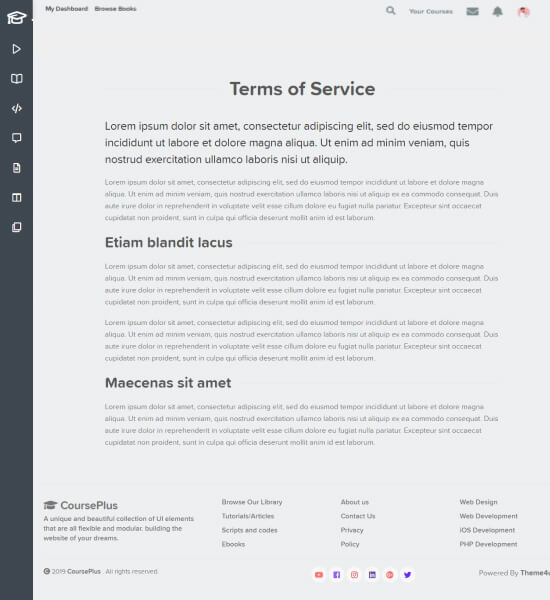 My Dashboard Browse Books Your Courses
Terms of Service
Lorem ipsum dolor sit amet, consectetur adipiscing elit, sed do eiusmod tempor
incididunt ut labore et dolore magna aliqua. Ut enim ad minim veniam, quis
nostrud exercitation ullamco laboris nisi ut aliquip.
Lorem ipsum dolor sit amet, consectetur adipiscing elit, sed do eiusmod tempor incididunt ut labore et dolore magna
aliqua. Ut enim ad minim veniam, quis nostrud exercitation ullamco laboris nisi ut aliquip ex ea commodo consequat. Duis
aute irure dolor in reprehenderit in voluptate velit esse cillum dolore eu fugiat nulla pariatur. Excepteur sint occaecat
cupidatat non proident, sunt in culpa qui officia deserunt mollit anim id est laborum.
Etiam blandit lacus
Lorem ipsum dolor sit amet, consectetur adipiscing elit, sed do eiusmod tempor incididunt ut labore et dolore magna
aliqua. Ut enim ad minim veniam, quis nostrud exercitation ullamco laboris nisi ut aliquip ex ea commodo consequat. Duis
aute irure dolor in reprehenderit in voluptate velit esse cillum dolore eu fugiat nulla pariatur. Excepteur sint occaecat
cupidatat non proident, sunt in culpa qui officia deserunt mollit anim id est laborum.
Lorem ipsum dolor sit amet, consectetur adipiscing elit, sed do eiusmod tempor incididunt ut labore et dolore magna
aliqua. Ut enim ad minim veniam, quis nostrud exercitation ullamco laboris nisi ut aliquip ex ea commodo consequat. Duis
aute irure dolor in reprehenderit in voluptate velit esse cillum dolore eu fugiat nulla pariatur. Excepteur sint occaecat
cupidatat non proident, sunt in culpa qui officia deserunt mollit anim id est laborum.
Maecenas sit amet
Lorem ipsum dolor sit amet, consectetur adipiscing elit, sed do eiusmod tempor incididunt ut labore et dolore magna
aliqua. Ut enim ad minim veniam, quis nostrud exercitation ullamco laboris nisi ut aliquip ex ea commodo consequat. Duis
aute irure dolor in reprehenderit in voluptate velit esse cillum dolore eu fugiat nulla pariatur. Excepteur sint occaecat
cupidatat non proident, sunt in culpa qui officia deserunt mollit anim id est laborum.
CoursePlus
A unique and beautiful collection of UI elements
that are all flexible and modular. building the
website of your dreams.
Browse Our Library
Tutorials/Articles
Scripts and codes
Ebooks
About us
Contact Us
Privacy
Policy
Web Design
Web Development
iOS Development
PHP Development
© 2019 CoursePlus . All rights reserved.
Powered By Theme4u